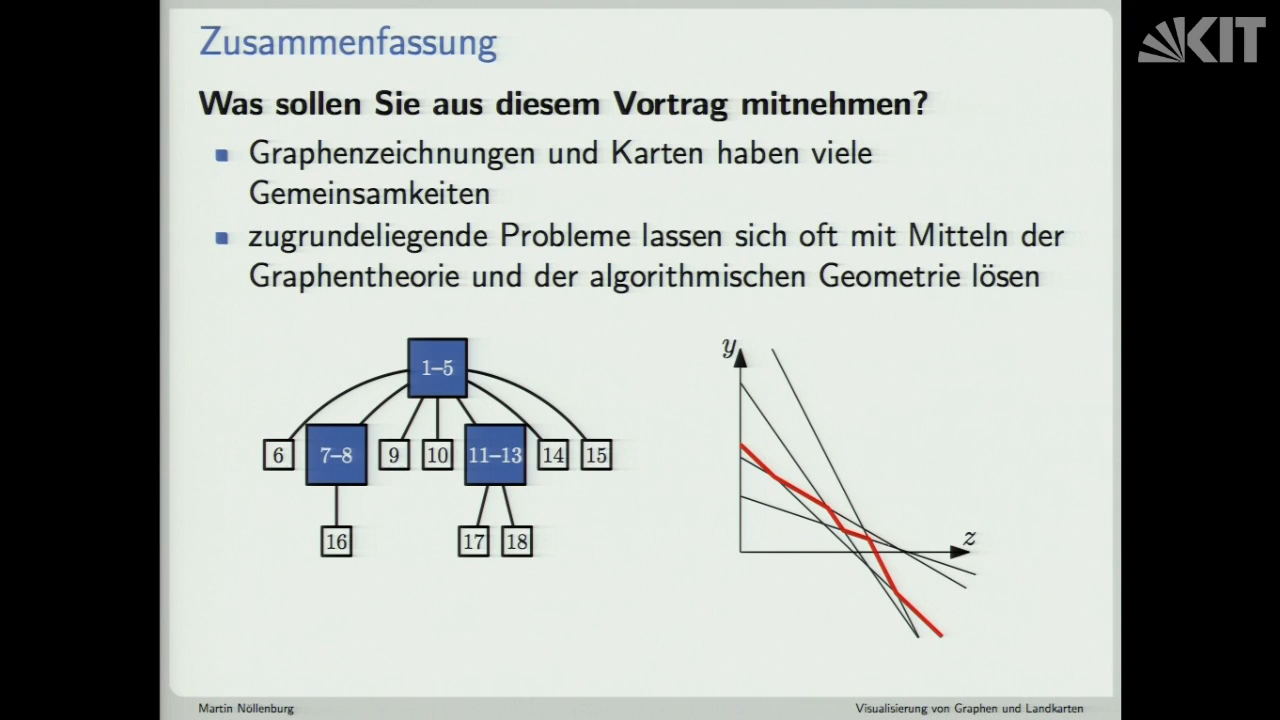 KIT
Zusammenfassung
Was sollen Sie aus diesem Vortrag mitnehmen?
Graphenzeichnungen und Karten haben viele
Gemeinsamkeiten
zugrundeliegende Probleme lassen sich oft mit Mitteln der
Graphentheorie und der algorithmischen Geometrie lösen
1–5
6
7–8
9
10
11–13
14
15
16
17
18
y
z
Martin Nöllenburg
Visualisierung von Graphen und Landkarten